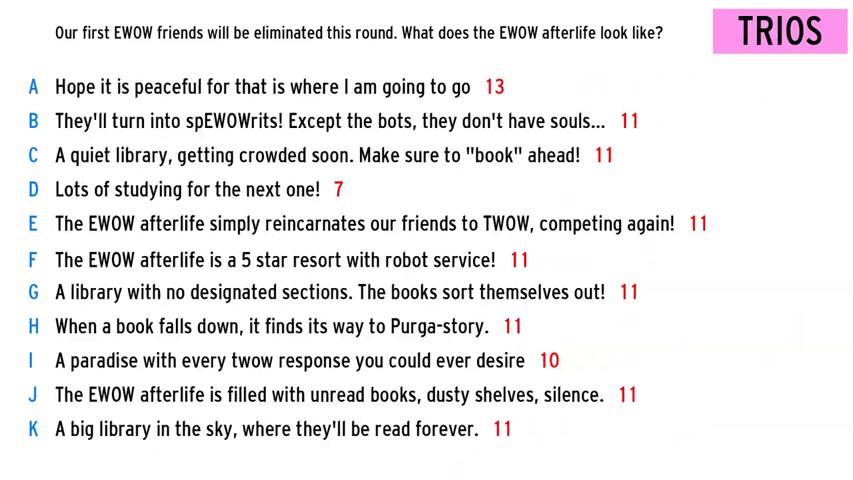 Our first EWOW friends will be eliminated this round. What does the EWOW afterlife look like?
TRIOS
A Hope it is peaceful for that is where I am going to go 13
B They'll turn into spEWOWrits! Except the bots, they don't have souls... 11
C A quiet library, getting crowded soon. Make sure to "book" ahead! 11
D Lots of studying for the next one! 7
E The EWOW afterlife simply reincarnates our friends to TWOW, competing again! 11
F The EWOW afterlife is a 5 star resort with robot service! 11
G A library with no designated sections. The books sort themselves out! 11
H When a book falls down, it finds its way to Purga-story. 11
I A paradise with every twow response you could ever desire 10
J The EWOW afterlife is filled with unread books, dusty shelves, silence. 11
K A big library in the sky, where they'll be read forever. 11